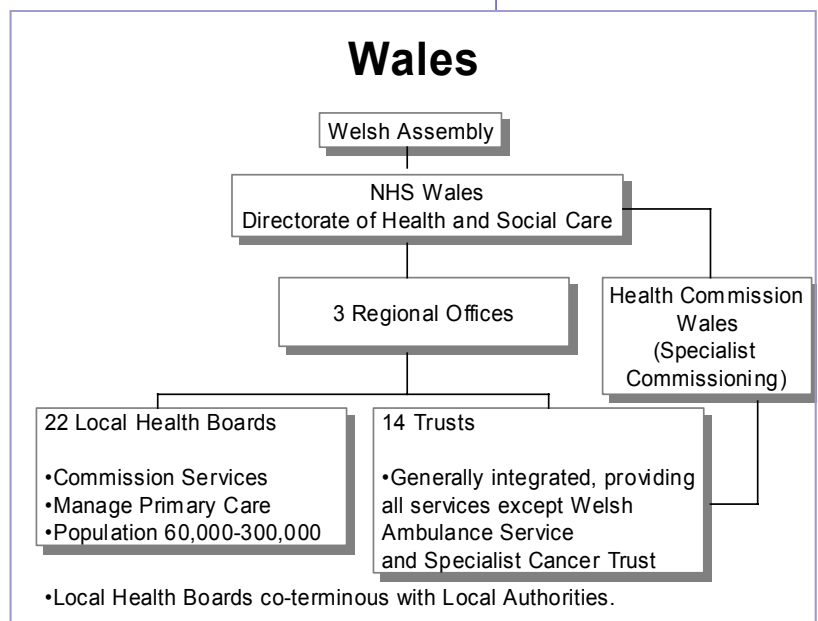 Wales
Welsh Assembly
NHS Wales
Directorate of Health and Social Care
3 Regional Offices
Health Commission
Wales
(Specialist
Commissioning)
22 Local Health Boards
•Commission Services
•Manage Primary Care
•Population 60,000-300,000
14 Trusts
•Generally integrated, providing
all services except Welsh
Ambulance Service
and Specialist Cancer Trust
•Local Health Boards co-terminous with Local Authorities.